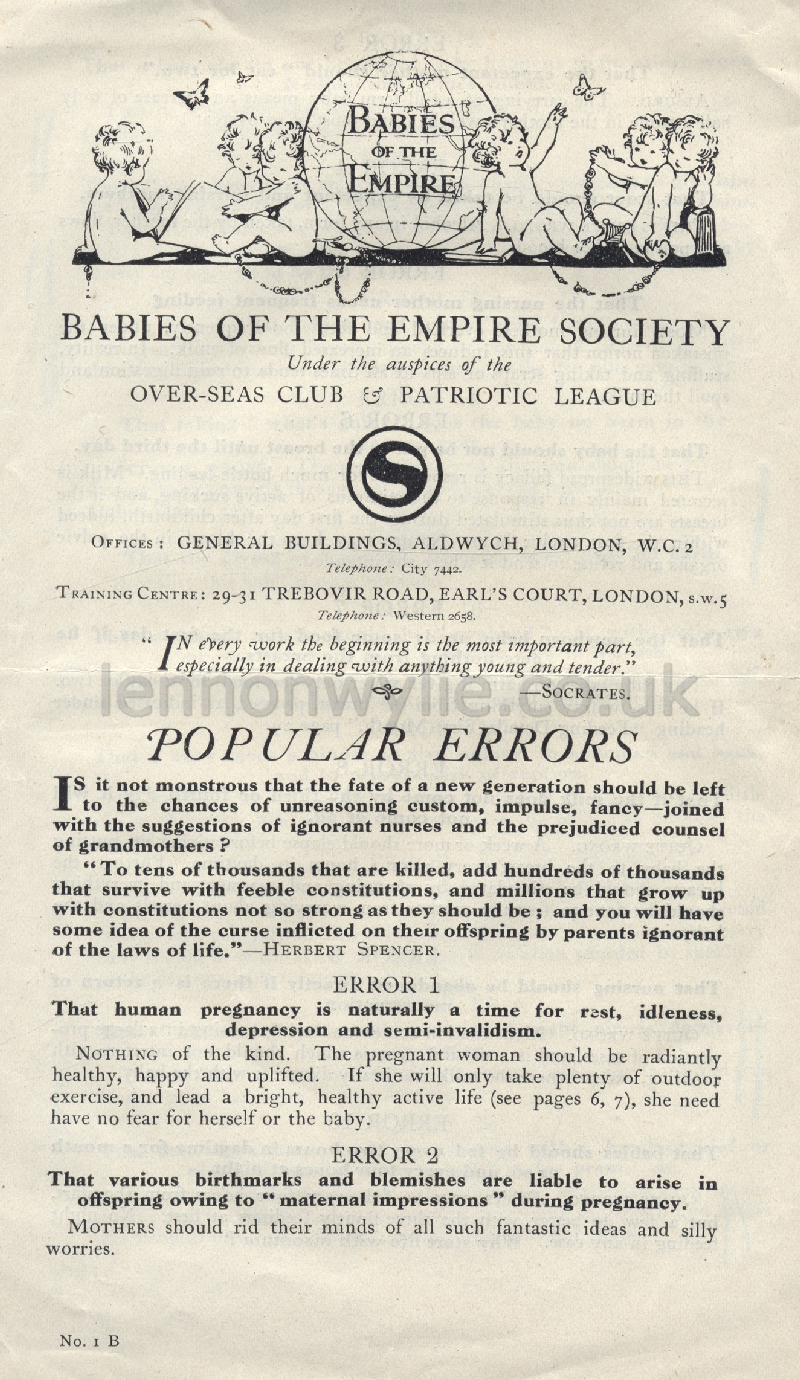 BABIES
OF THE
EMPIRE
BABIES OF THE EMPIRE SOCIETY
Under the auspices of the
OVER-SEAS CLUB & PATRIOTIC LEAGUE
S
OFFICES: GENERAL BUILDINGS, ALDWYCH, LONDON, W.C. 2
Telephone: City 7442.
TRAINING CENTRE: 29-31 TREBOVIR ROAD, EARL'S COURT, LONDON, S.W.5
Telephone: Western 2658.
"IN every work the beginning is the most important part,
especially in dealing with anything young and tender."
—SOCRATES.
lennonwylie.co.uk
POPULAR ERRORS
IS it not monstrous that the fate of a new generation should be left
to the chances of unreasoning custom, impulse, fancy—joined
with the suggestions of ignorant nurses and the prejudiced counsel
of grandmothers?
"To tens of thousands that are killed, add hundreds of thousands
that survive with feeble constitutions, and millions that grow up
with constitutions not so strong as they should be; and you will have
some idea of the curse inflicted on their offspring by parents ignorant
of the laws of life."—HERBERT SPENCER.
ERROR 1
That human pregnancy is naturally a time for rest, idleness,
depression and semi-invalidism.
NOTHING of the kind. The pregnant woman should be radiantly
healthy, happy and uplifted. If she will only take plenty of outdoor
exercise, and lead a bright, healthy active life (see pages 6, 7), she need
have no fear for herself or the baby.
ERROR 2
That various birthmarks and blemishes are liable to arise in
offspring owing to "maternal impressions" during pregnancy.
MOTHERS should rid their minds of all such fantastic ideas and silly
worries.
No. 1 B